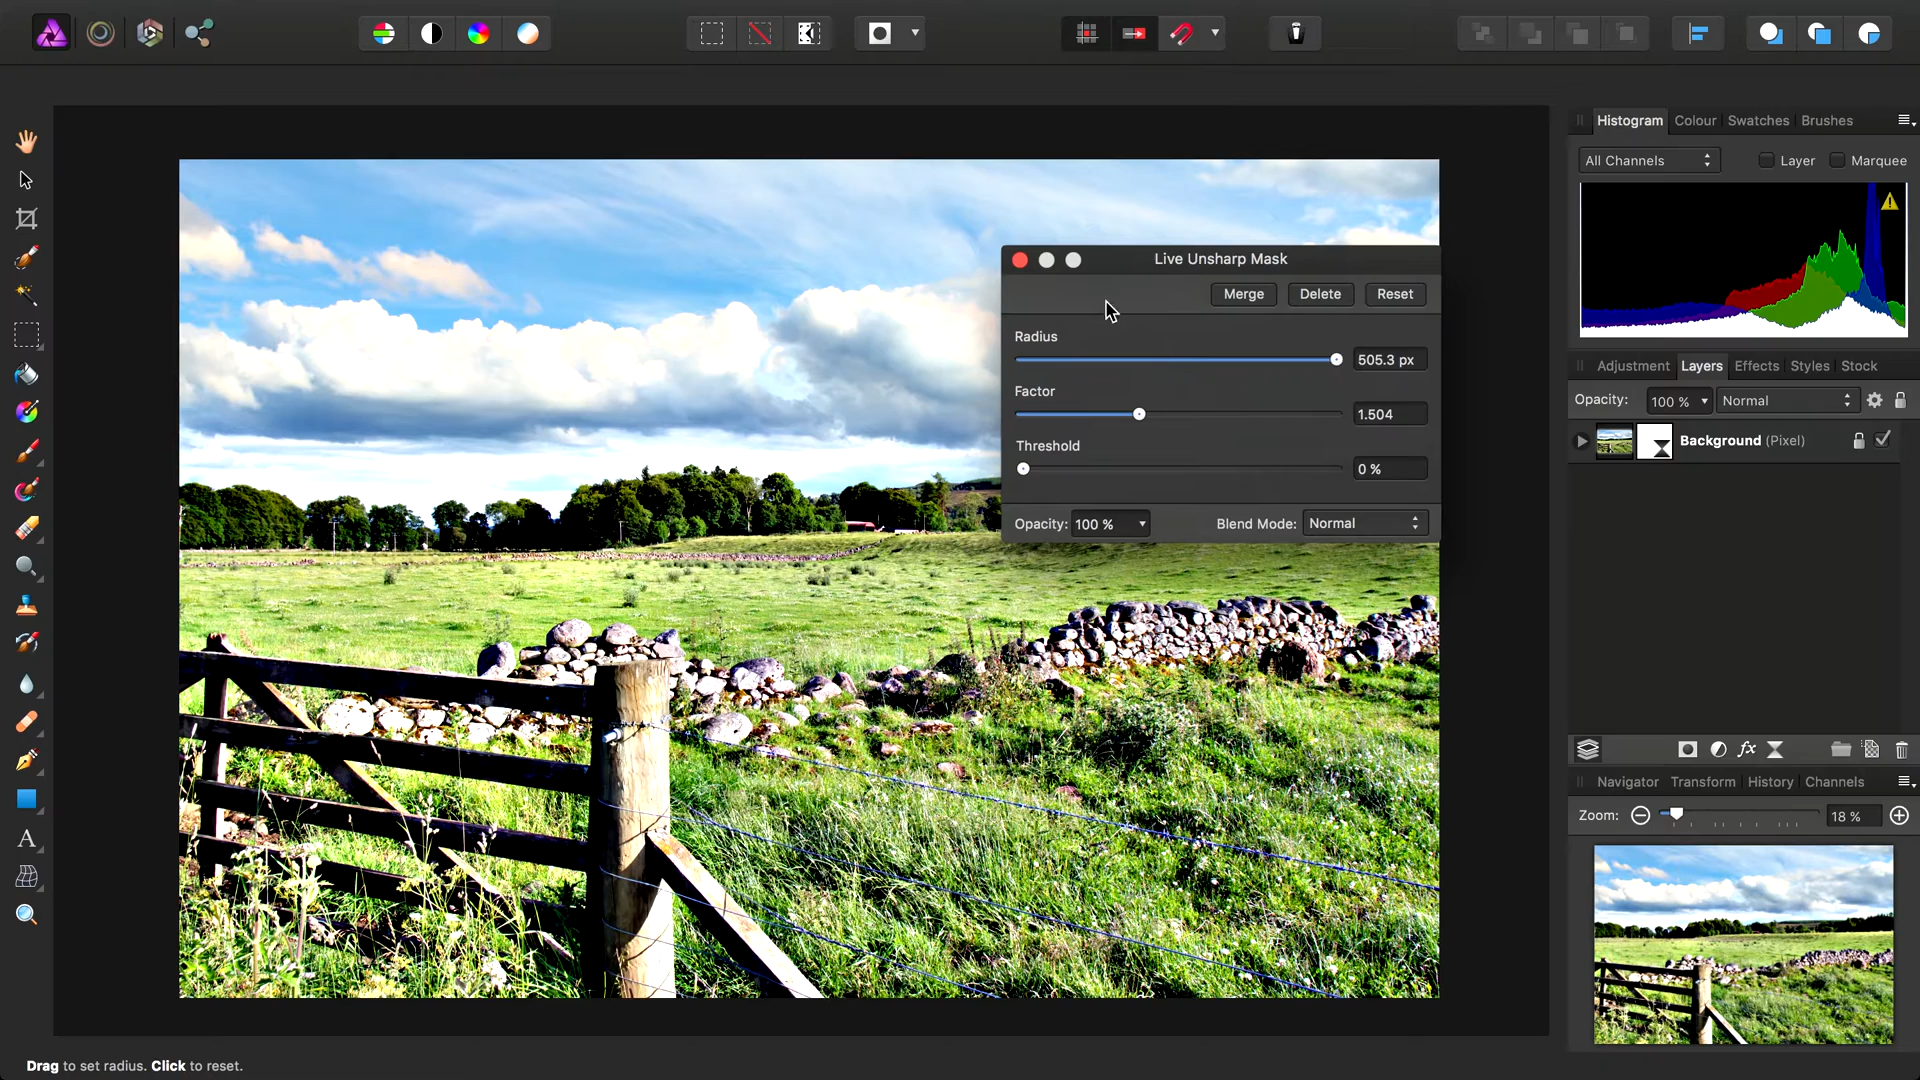 Histogram Colour Swatches Brushes
All Channels Layer Marquee
Live Unsharp Mask
Merge Delete Reset
Radius
505.3 px
Factor
1.504
Threshold
0 %
Opacity: 100 % Blend Mode: Normal
Adjustment Layers Effects Styles Stock
Opacity: 100 % Normal
Background (Pixel)
fx
Navigator Transform History Channels
Zoom: 18 %
A
Drag to set radius. Click to reset.